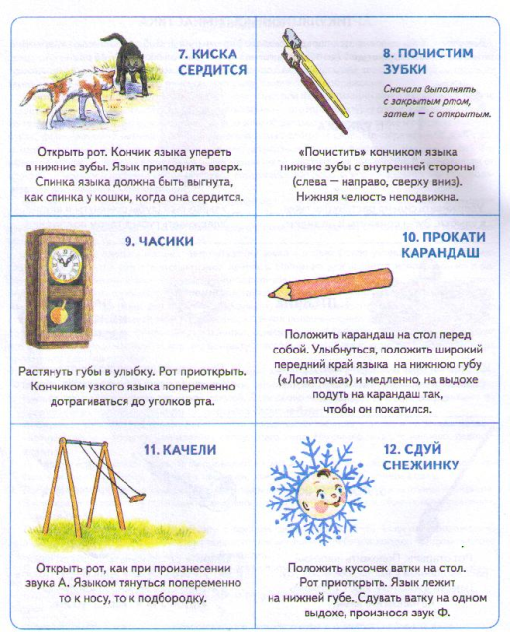 7. КИСКА
СЕРДИТСЯ
Открыть рот. Кончик языка упереть
в нижние зубы. Язык приподнять вверх.
Спинка языка должна быть выгнута,
как спинка у кошки, когда она сердится.
8. ПОЧИСТИМ
ЗУБКИ
Сначала выполнять
с закрытым ртом,
затем — с открытым.
«Почистить» кончиком языка
нижние зубы с внутренней стороны
(слева — направо, сверху вниз).
Нижняя челюсть неподвижна.
9. ЧАСИКИ
Растянуть губы в улыбку. Рот приоткрыть.
Кончиком узкого языка попеременно
дотрагиваться до уголков рта.
10. ПРОКАТИ
КАРАНДАШ
Положить карандаш на стол перед
собой. Улыбнуться, положить широкий
передний край языка на нижнюю губу
(«Лопаточка») и медленно, на выдохе
подуть на карандаш так,
чтобы он покатился.
11. КАЧЕЛИ
Открыть рот, как при произнесении
звука А. Языком тянуться попеременно
то к носу, то к подбородку.
12. СДУЙ
СНЕЖИНКУ
Положить кусочек ватки на стол.
Рот приоткрыть. Язык лежит
на нижней губе. Сдувать ватку на одном
выдохе, произнося звук Ф.